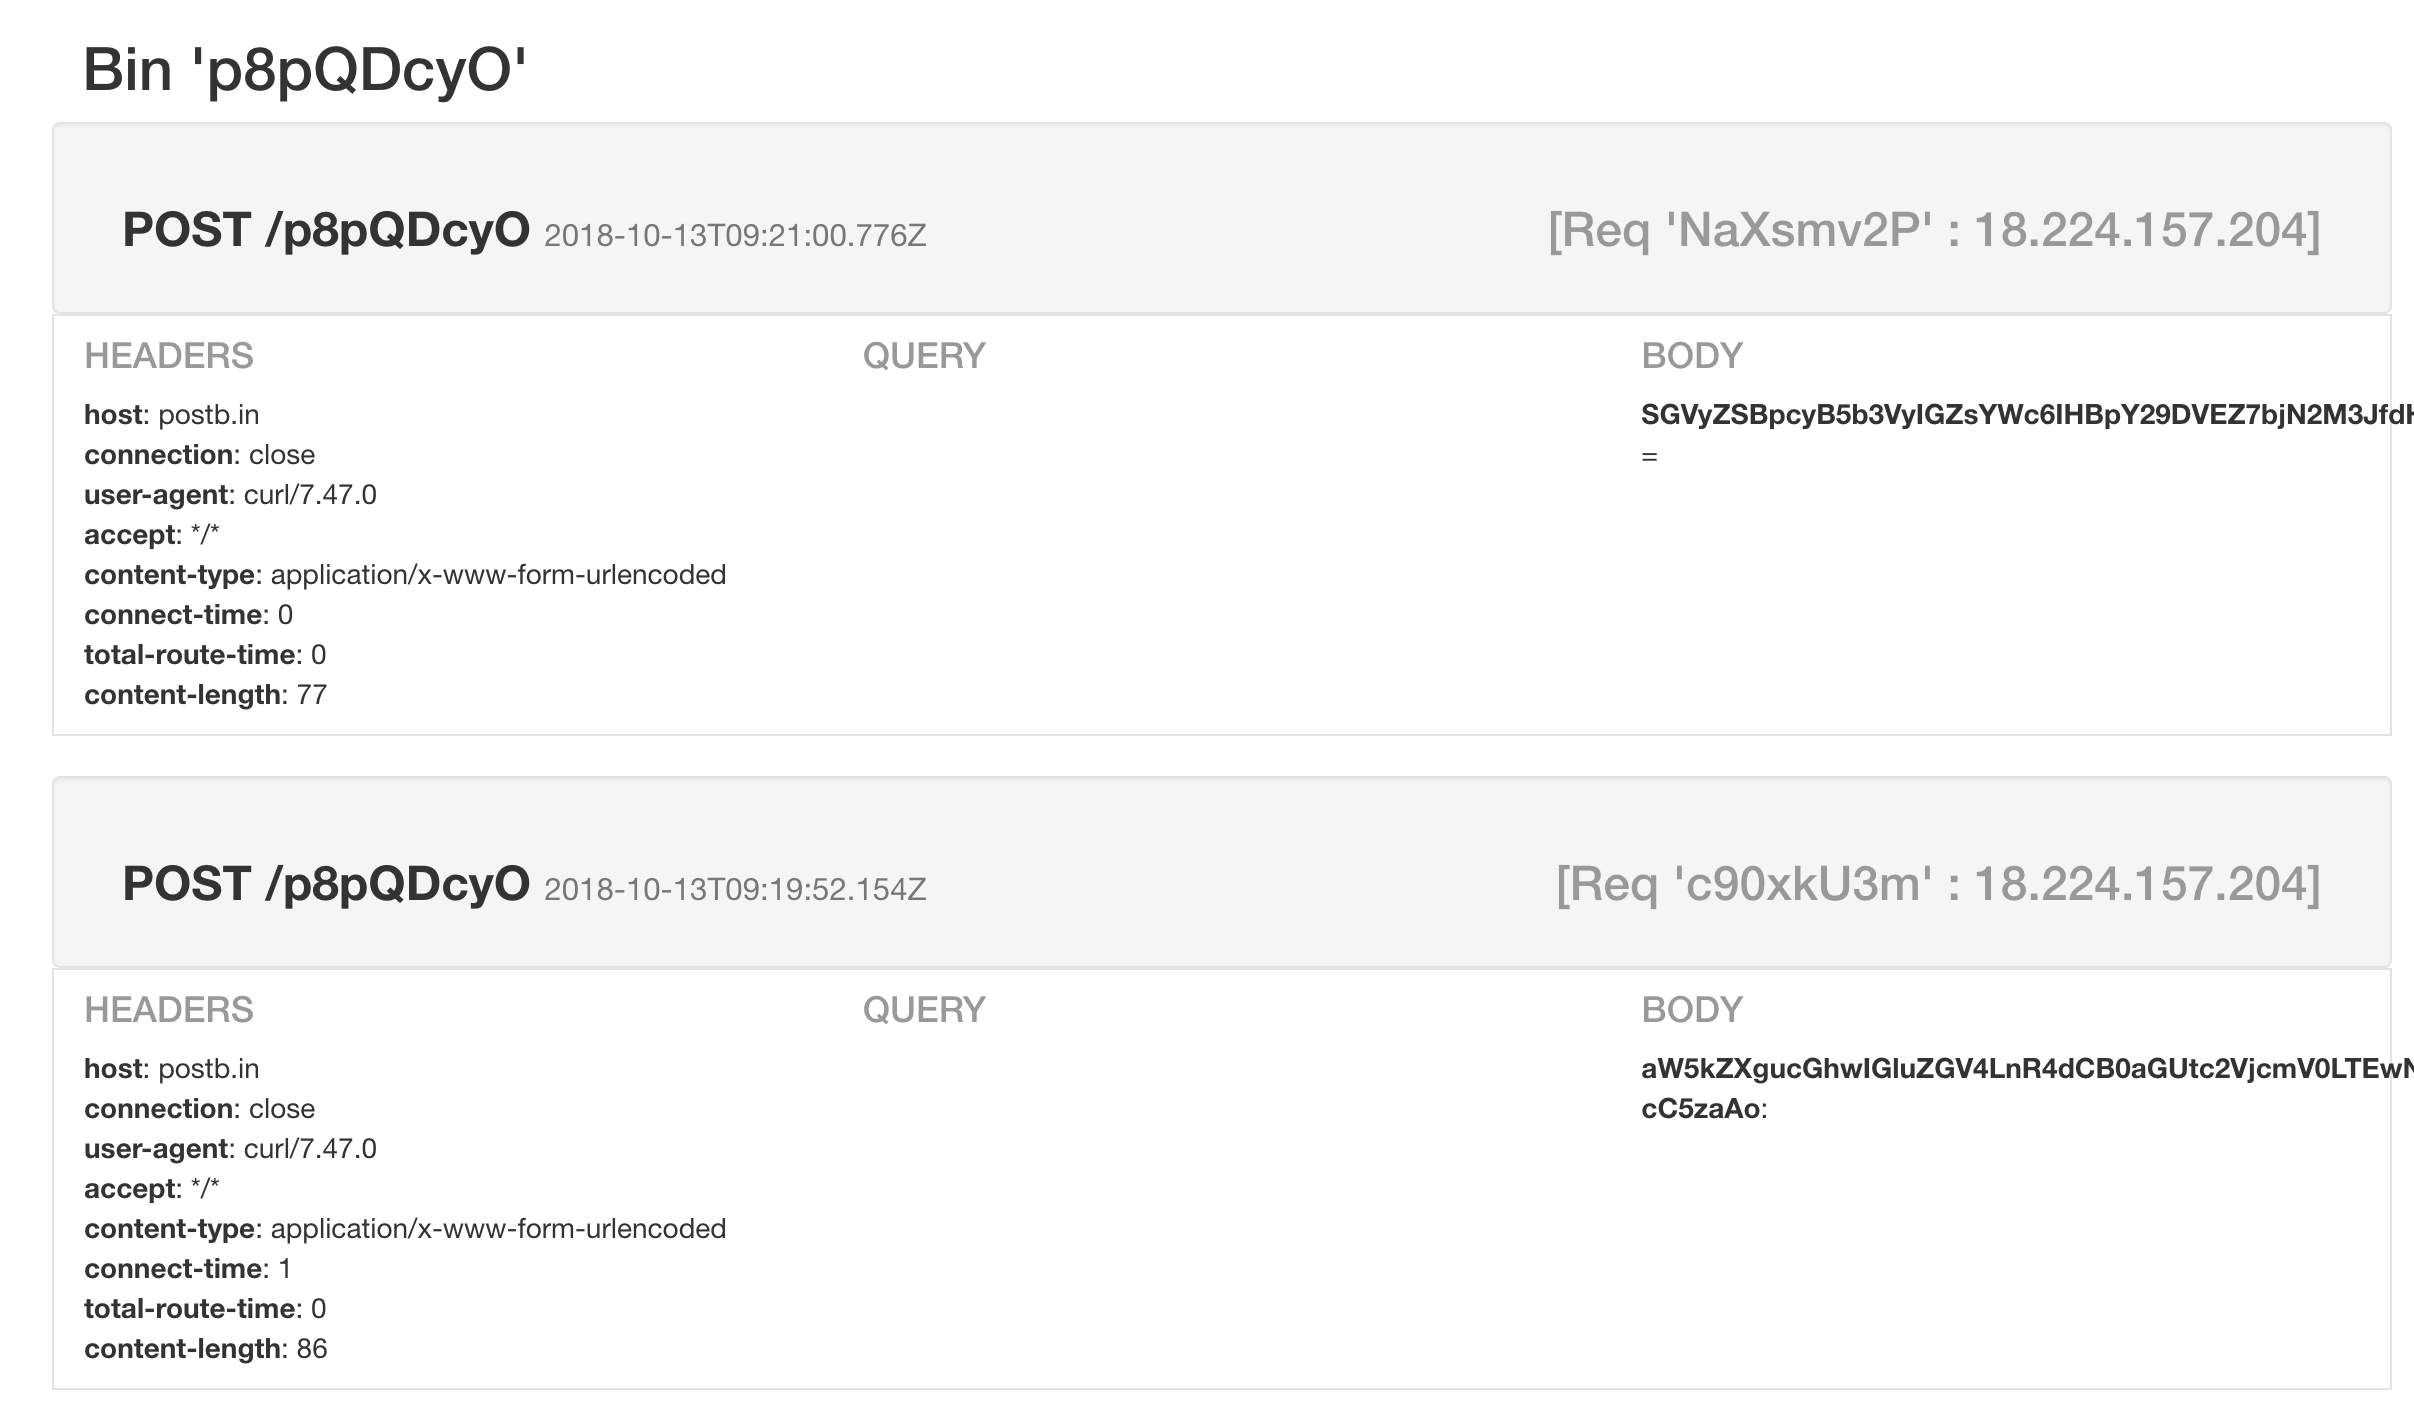 Bin 'p8pQDcyO'
POST /p8pQDcyO 2018-10-13T09:21:00.776Z
[Req 'NaXsmv2P' : 18.224.157.204]
HEADERS
host: postb.in
connection: close
user-agent: curl/7.47.0
accept: */*
content-type: application/x-www-form-urlencoded
connect-time: 0
total-route-time: 0
content-length: 77
QUERY
BODY
SGVyZSBpcyB5b3VyIGZsYWc6IHBpY29DVEZ7bjN2M3JfdH
=
POST /p8pQDcyO 2018-10-13T09:19:52.154Z
[Req 'c90xkU3m' : 18.224.157.204]
HEADERS
host: postb.in
connection: close
user-agent: curl/7.47.0
accept: */*
content-type: application/x-www-form-urlencoded
connect-time: 1
total-route-time: 0
content-length: 86
QUERY
BODY
aW5kZXgucGhwIGluZGV4LnR4dCB0aGUtc2VjcmV0LTEwN
cC5zaAo: